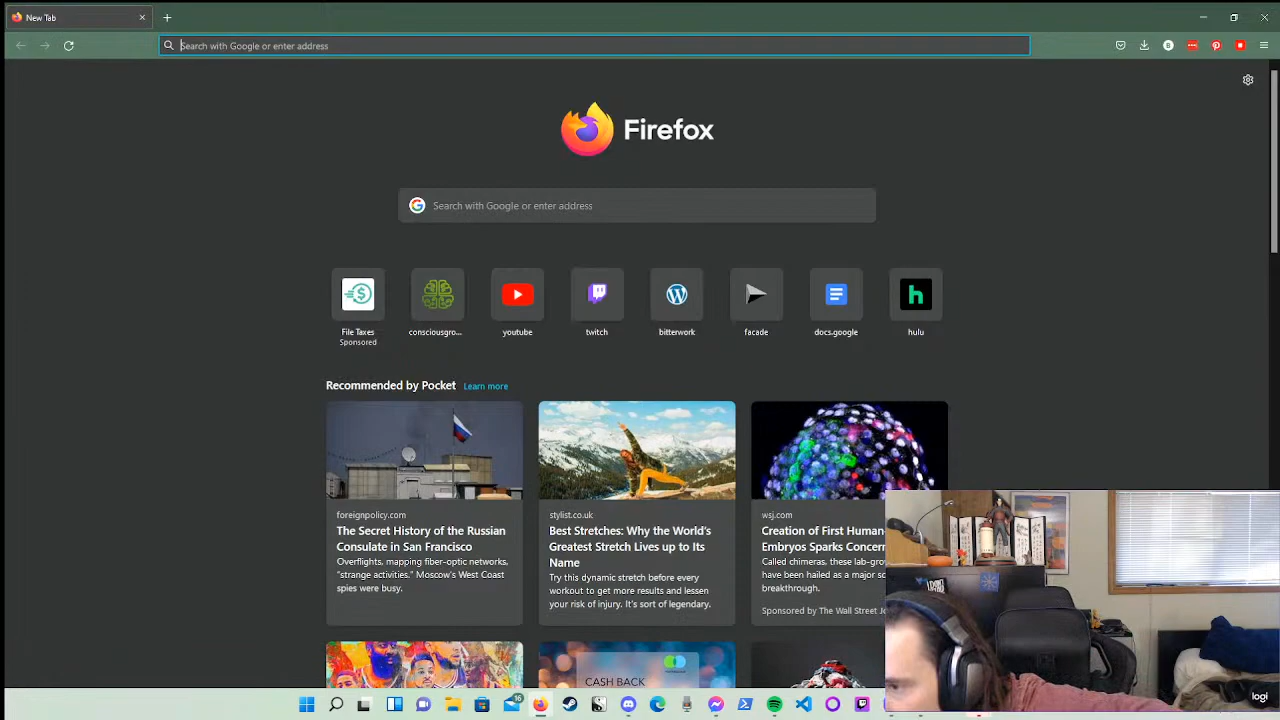 New Tab
Search with Google or enter address
Firefox
Search with Google or enter address
File Taxes
Sponsored
consciousgro...
youtube
twitch
bitterwork
facade
docs.google
hulu
Recommended by Pocket Learn more
foreignpolicy.com
The Secret History of the Russian
Consulate in San Francisco
Overflights, mapping fiber-optic networks,
"strange activities." Moscow's West Coast
spies were busy.
stylist.co.uk
Best Stretches: Why the World's
Greatest Stretch Lives up to Its
Name
Try this dynamic stretch before every
workout to get more results and lessen
your risk of injury. It's sort of legendary.
wsj.com
Creation of First Human
Embryos Sparks Concern
Called chimeras, these lab-gro
have been hailed as a major s
breakthrough.
Sponsored by The Wall Street Jo
CASH BACK
16
logi